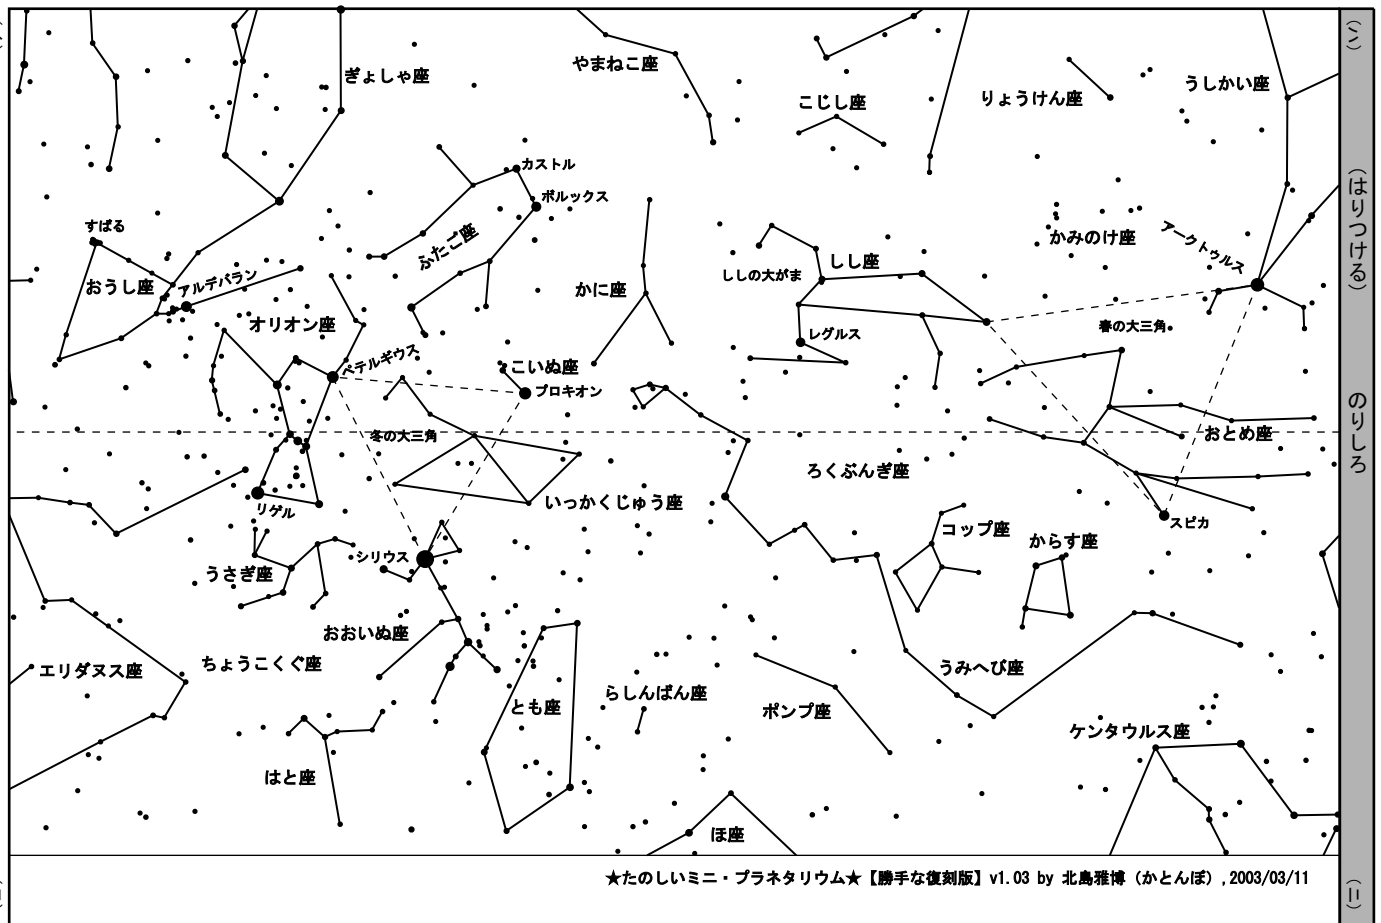 ぎょしゃ座
やまねこ座
こじし座
りょうけん座
うしかい座
カストル
ポルックス
すばる
ふたご座
おうし座
アルデバラン
オリオン座
かに座
ししの大がま
しし座
かみのけ座
アークトゥルス
レグルス
春の大三角
ベテルギウス
こいぬ座
プロキオン
冬の大三角
おとめ座
ろくぶんぎ座
いっかくじゅう座
リゲル
スピカ
コップ座
からす座
シリウス
うさぎ座
おおいぬ座
ちょうこくぐ座
エリダヌス座
とも座
らしんばん座
ポンプ座
うみへび座
ケンタウルス座
はと座
ほ座
(ニ)
(はりつける)
のりしろ
(ニ)
★たのしいミニ・プラネタリウム★【勝手な復刻版】v1.03 by 北島雅博（かとんぼ）,2003/03/11